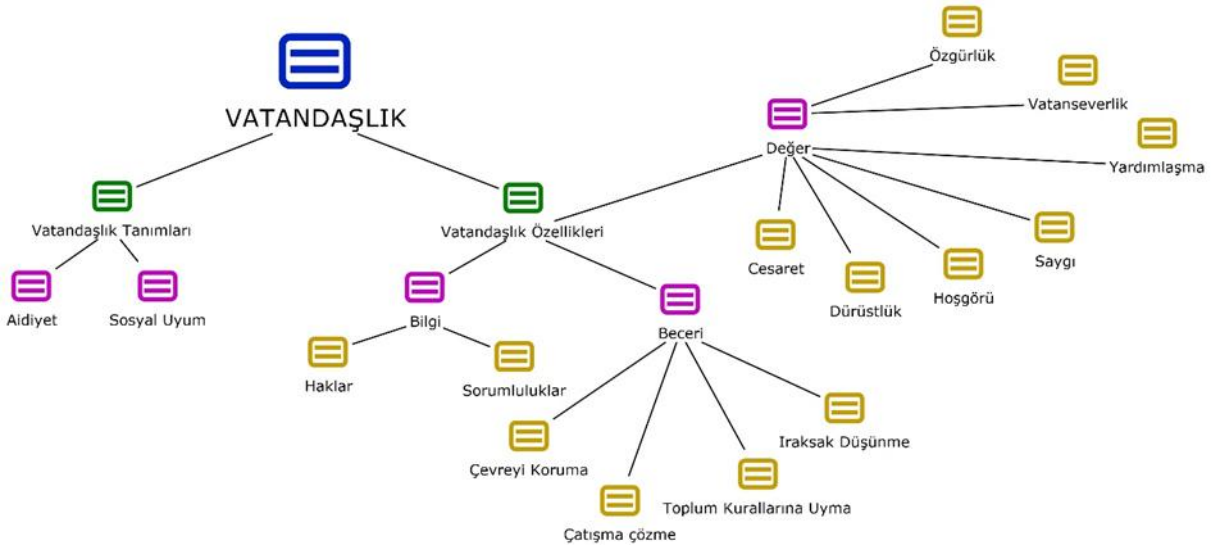 Özgürlük
Vatanseverlik
VATANDAŞLIK
Değer
Yardımlaşma
Vatandaşlık Tanımları
Vatandaşlık Özellikleri
Cesaret
Dürüstlük
Hoşgörü
Saygı
Aidiyet
Sosyal Uyum
Bilgi
Beceri
Haklar
Sorumluluklar
Çevreyi Koruma
Çatışma çözme
Toplum Kurallarına Uyma
Iraksak Düşünme